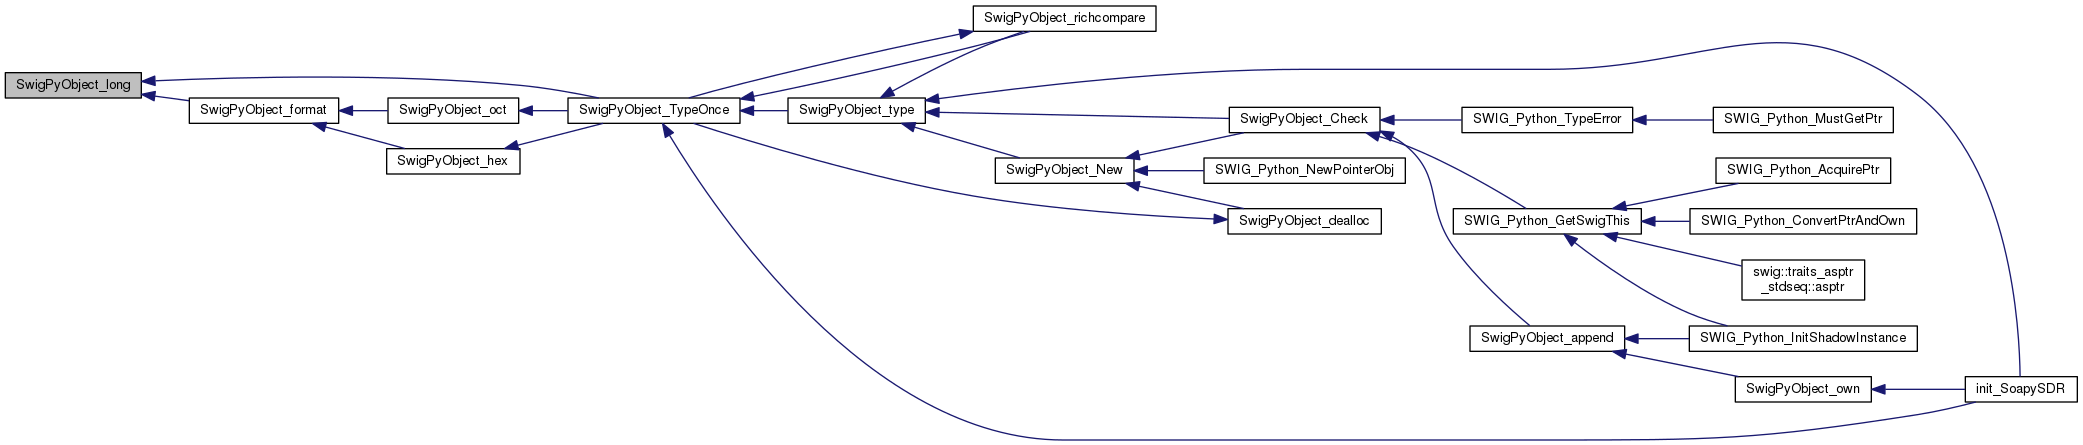 SwigPyObject_richcompare
SwigPyObject_long
SwigPyObject_format
SwigPyObject_oct
SwigPyObject_TypeOnce
SwigPyObject_type
SwigPyObject_Check
SWIG_Python_TypeError
SWIG_Python_MustGetPtr
SwigPyObject_hex
SwigPyObject_New
SWIG_Python_NewPointerObj
SWIG_Python_AcquirePtr
SwigPyObject_dealloc
SWIG_Python_GetSwigThis
SWIG_Python_ConvertPtrAndOwn
swig::traits_asptr
_stdseq::asptr
SwigPyObject_append
SWIG_Python_InitShadowInstance
SwigPyObject_own
init_SoapySDR